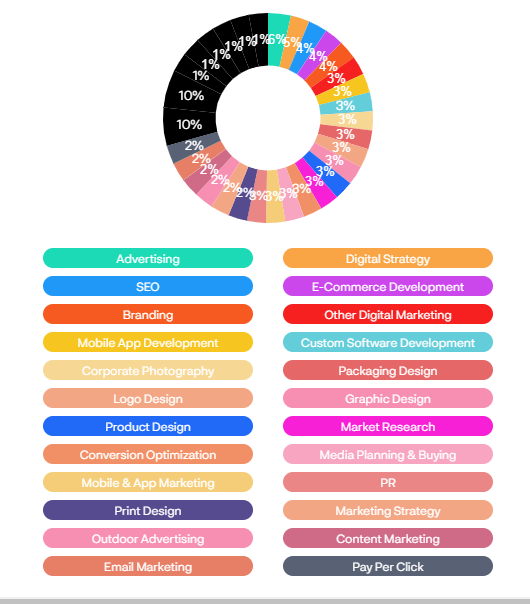 6%
5%
4%
4%
4%
3%
3%
3%
3%
3%
3%
3%
3%
3%
3%
3%
3%
3%
2%
2%
2%
2%
2%
2%
10%
10%
1%
1%
1%
1%
1%
1%
Advertising
Digital Strategy
SEO
E-Commerce Development
Branding
Other Digital Marketing
Mobile App Development
Custom Software Development
Corporate Photography
Packaging Design
Logo Design
Graphic Design
Product Design
Market Research
Conversion Optimization
Media Planning & Buying
Mobile & App Marketing
PR
Print Design
Marketing Strategy
Outdoor Advertising
Content Marketing
Email Marketing
Pay Per Click